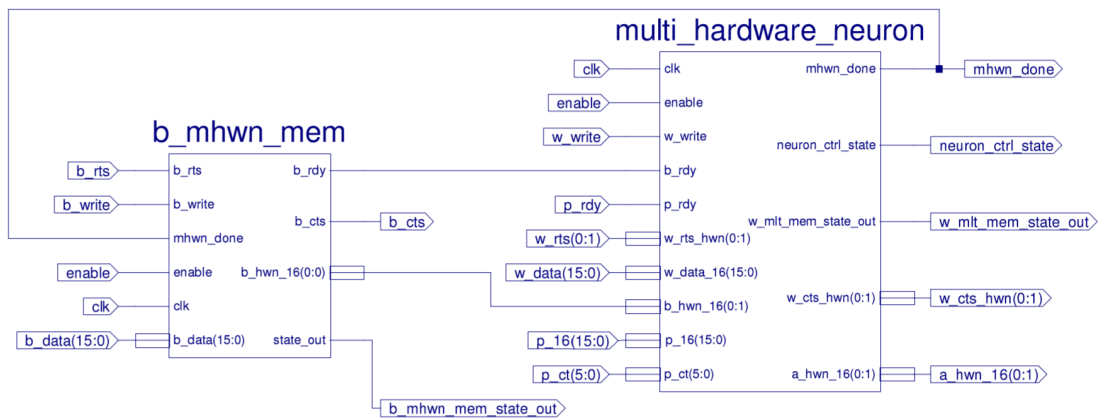 multi_hardware_neuron
clk
clk
mhwn_done
mhwn_done
enable
enable
w_write
w_write
neuron_ctrl_state
neuron_ctrl_state
b_rdy
p_rdy
p_rdy
w_mlt_mem_state_out
w_mlt_mem_state_out
w_rts(0:1)
w_rts_hwn(0:1)
w_data(15:0)
w_data_16(15:0)
w_cts_hwn(0:1)
w_cts_hwn(0:1)
b_hwn_16(0:1)
p_16(15:0)
p_16(15:0)
p_ct(5:0)
p_ct(5:0)
a_hwn_16(0:1)
a_hwn_16(0:1)
b_mhwn_mem
b_rts
b_rts
b_rdy
b_write
b_write
b_cts
b_cts
mhwn_done
enable
enable
b_hwn_16(0:0)
clk
clk
b_data(15:0)
b_data(15:0)
state_out
b_mhwn_mem_state_out